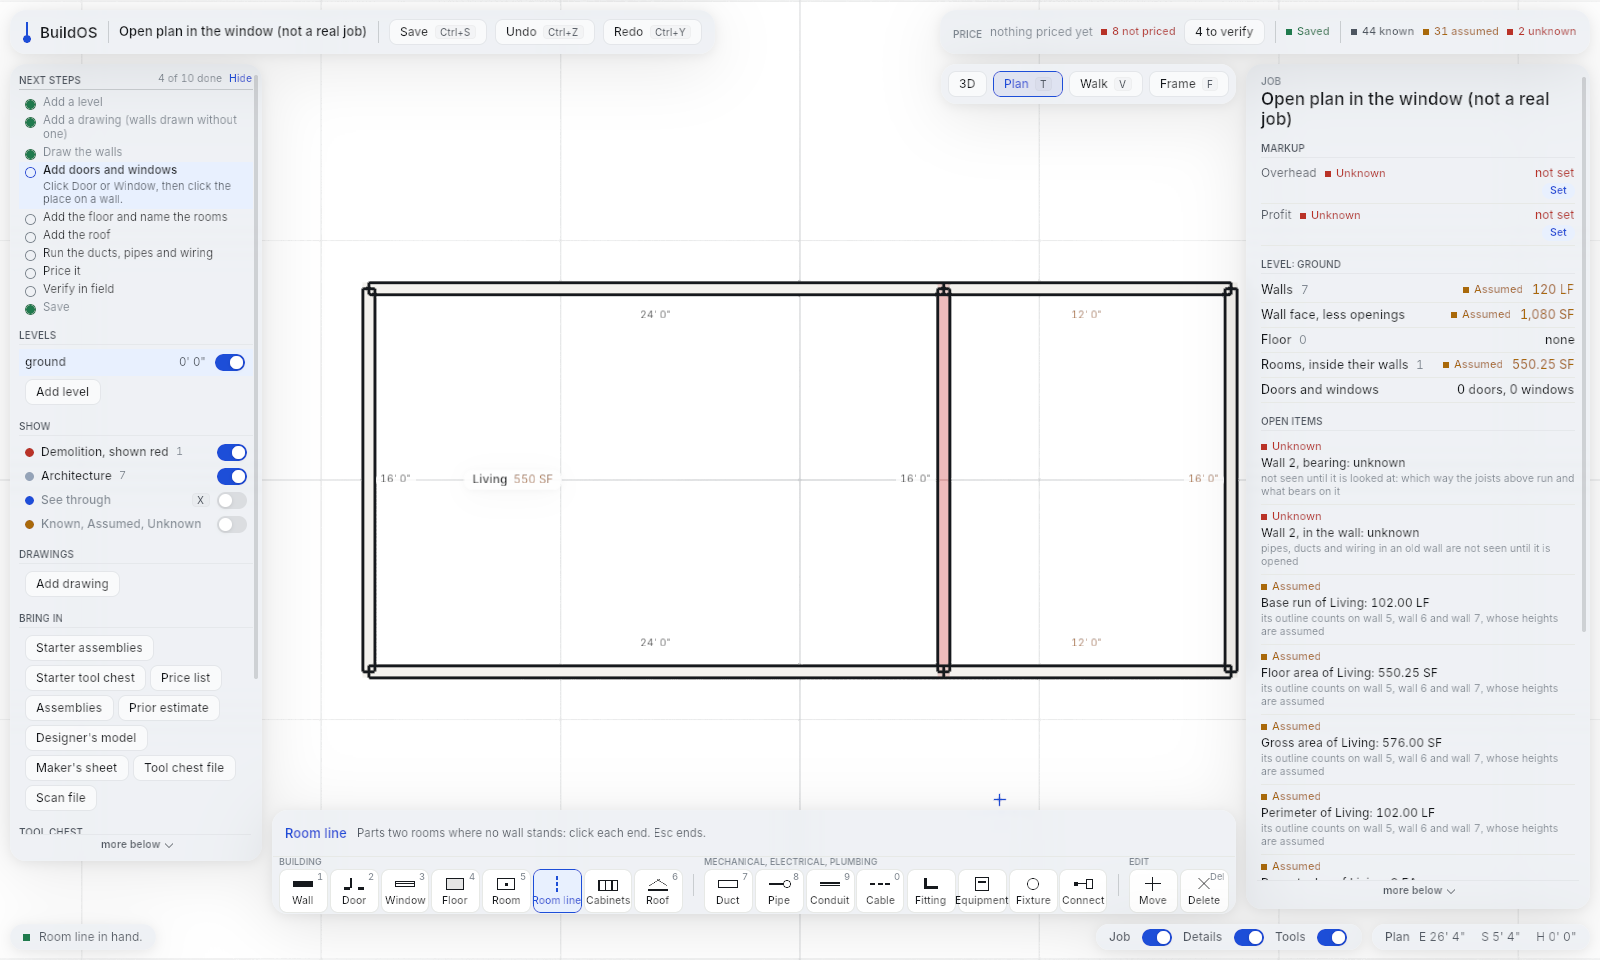 BuildOS
Open plan in the window (not a real job)
Save Ctrl+S
Undo Ctrl+Z
Redo Ctrl+Y
PRICE nothing priced yet 8 not priced 4 to verify Saved 44 known 31 assumed 2 unknown
3D
Plan T
Walk V
Frame F
NEXT STEPS 4 of 10 done Hide
Add a level
Add a drawing (walls drawn without
one)
Draw the walls
Add doors and windows
Click Door or Window, then click the
place on a wall.
Add the floor and name the rooms
Add the roof
Run the ducts, pipes and wiring
Price it
Verify in field
Save
LEVELS
ground 0' 0"
Add level
SHOW
Demolition, shown red 1
Architecture 7
See through X
Known, Assumed, Unknown
DRAWINGS
Add drawing
BRING IN
Starter assemblies
Starter tool chest Price list
Assemblies Prior estimate
Designer's model
Maker's sheet Tool chest file
Scan file
TOOL CHEST
more below
24' 0" 12' 0"
16' 0" Living 550 SF 16' 0" 16' 0"
24' 0" 12' 0"
Room line Parts two rooms where no wall stands: click each end. Esc ends.
BUILDING
Wall 1
Door 2
Window 3
Floor 4
Room 5
Room line
Cabinets
Roof 6
MECHANICAL, ELECTRICAL, PLUMBING
Duct 7
Pipe 8
Conduit 9
Cable 0
Fitting
Equipment
Fixture
Connect
EDIT
Move
Delete Del
JOB
Open plan in the window (not a real
job)
MARKUP
Overhead Unknown not set
Set
Profit Unknown not set
Set
LEVEL: GROUND
Walls 7 Assumed 120 LF
Wall face, less openings Assumed 1,080 SF
Floor 0 none
Rooms, inside their walls 1 Assumed 550.25 SF
Doors and windows 0 doors, 0 windows
OPEN ITEMS
Unknown
Wall 2, bearing: unknown
not seen until it is looked at: which way the joists above run and
what bears on it
Unknown
Wall 2, in the wall: unknown
pipes, ducts and wiring in an old wall are not seen until it is
opened
Assumed
Base run of Living: 102.00 LF
its outline counts on wall 5, wall 6 and wall 7, whose heights
are assumed
Assumed
Floor area of Living: 550.25 SF
its outline counts on wall 5, wall 6 and wall 7, whose heights
are assumed
Assumed
Gross area of Living: 576.00 SF
its outline counts on wall 5, wall 6 and wall 7, whose heights
are assumed
Assumed
Perimeter of Living: 102.00 LF
its outline counts on wall 5, wall 6 and wall 7, whose heights
are assumed
Assumed
more below
Room line in hand.
Job Details Tools
Plan E 26' 4" S 5' 4" H 0' 0"